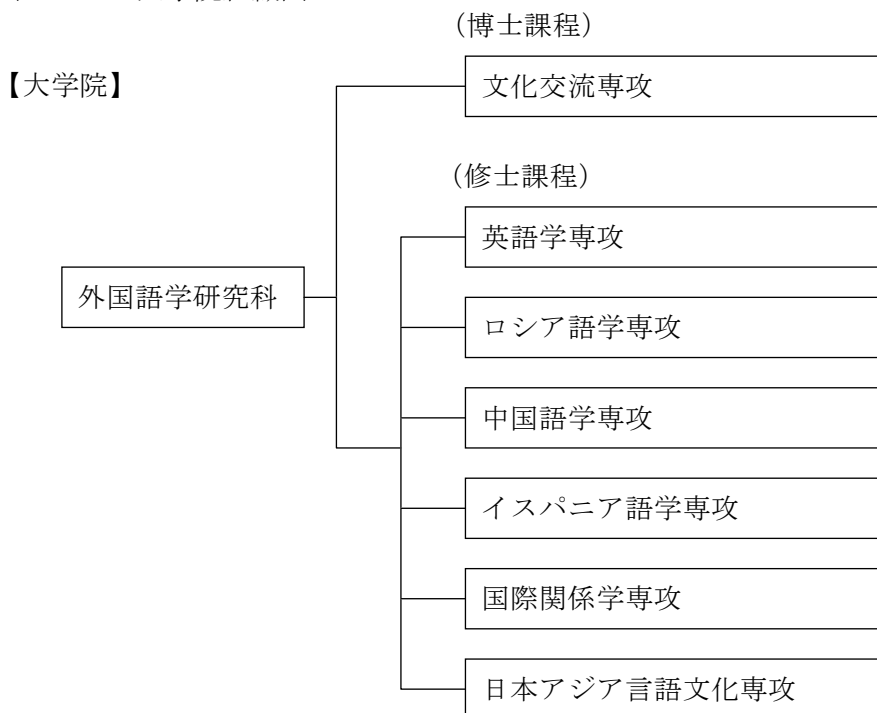 (博士課程)
【大学院】
文化交流専攻
(修士課程)
英語学専攻
外国語学研究科
ロシア語学専攻
中国語学専攻
イスパニア語学専攻
国際関係学専攻
日本アジア言語文化専攻